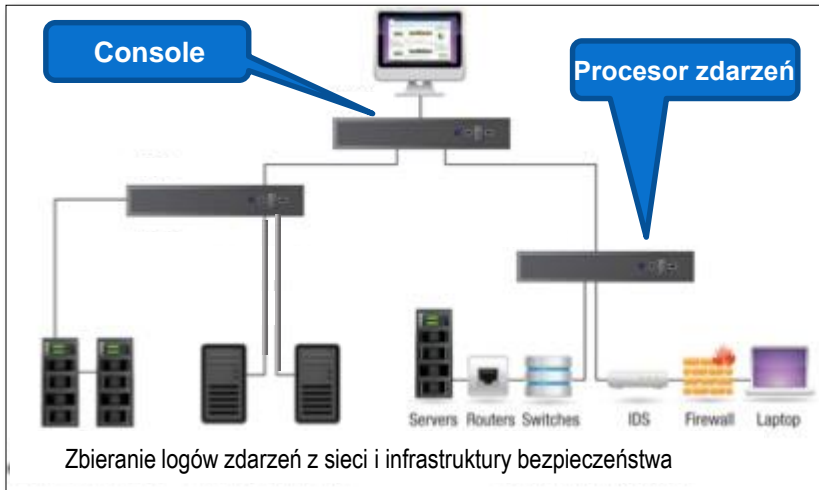 Console
Procesor zdarzeń
Servers Routers Switches IDS Firewall Laptop
Zbieranie logów zdarzeń z sieci i infrastruktury bezpieczeństwa